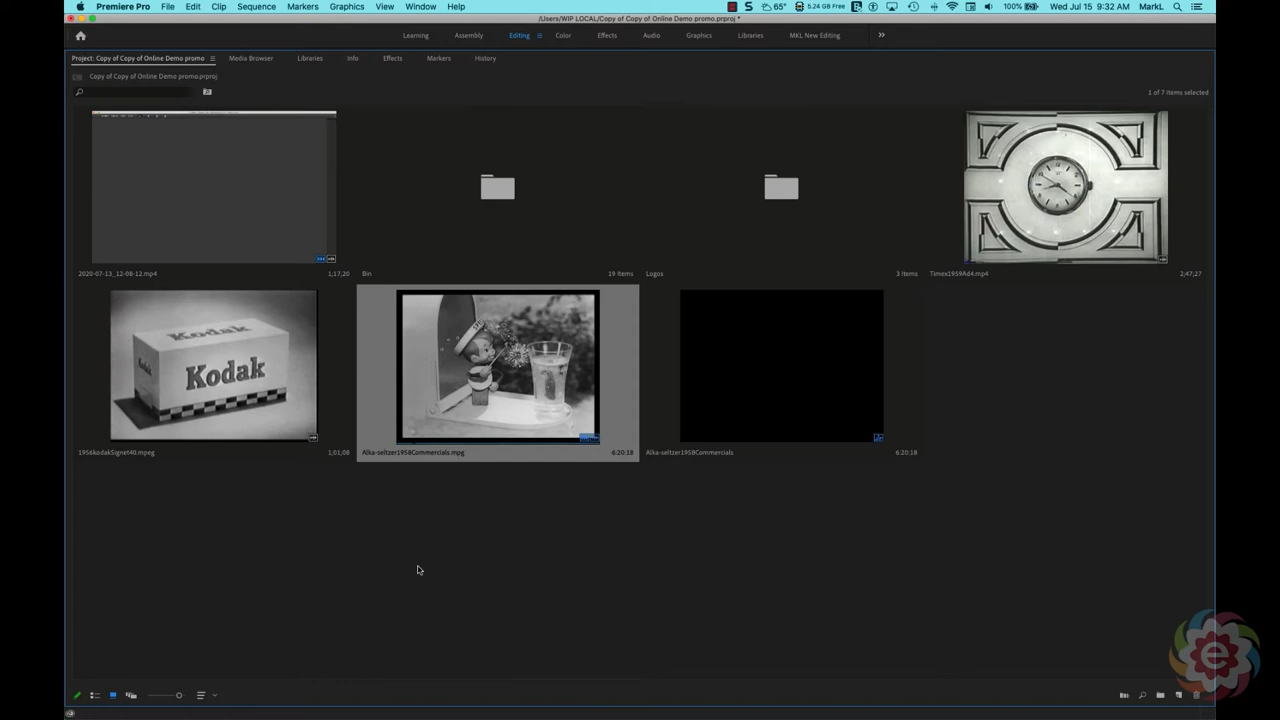 Premiere Pro File Edit Clip Sequence Markers Graphics View Window Help 65° 5.24 GB Free 100% Wed Jul 15 9:32 AM MarkL
/Users/WIP LOCAL/Copy of Copy of Online Demo promo.prproj *
Learning Assembly Editing Color Effects Audio Graphics Libraries MKL New Editing
Project: Copy of Copy of Online Demo promo Media Browser Libraries Info Effects Markers History
Copy of Copy of Online Demo promo.prproj
1 of 7 items selected
2020-07-13_12-08-12.mp4 1;17;20 Bin 19 Items Logos 3 Items Timex1959Ad4.mp4 2;47;27
Kodak
Kodak
1956kodakSignet40.mpeg 1;01;08 Alka-seltzer1958Commercials.mpg 6:20:18 Alka-seltzer1958Commercials 6:20:18
e